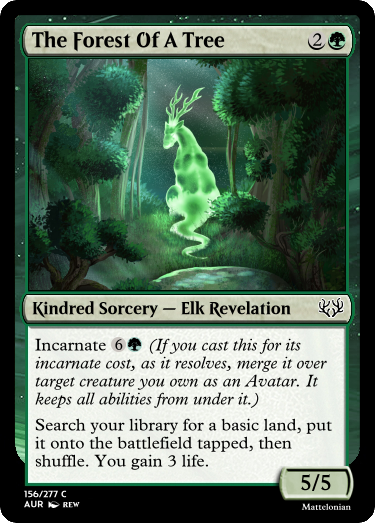 The Forest Of A Tree 2
Kindred Sorcery — Elk Revelation
Incarnate 6 (If you cast this for its
incarnate cost, as it resolves, merge it over
target creature you own as an Avatar. It
keeps all abilities from under it.)
Search your library for a basic land, put
it onto the battlefield tapped, then
shuffle. You gain 3 life.
5/5
156/277 C
AUR REW
Mattelonian